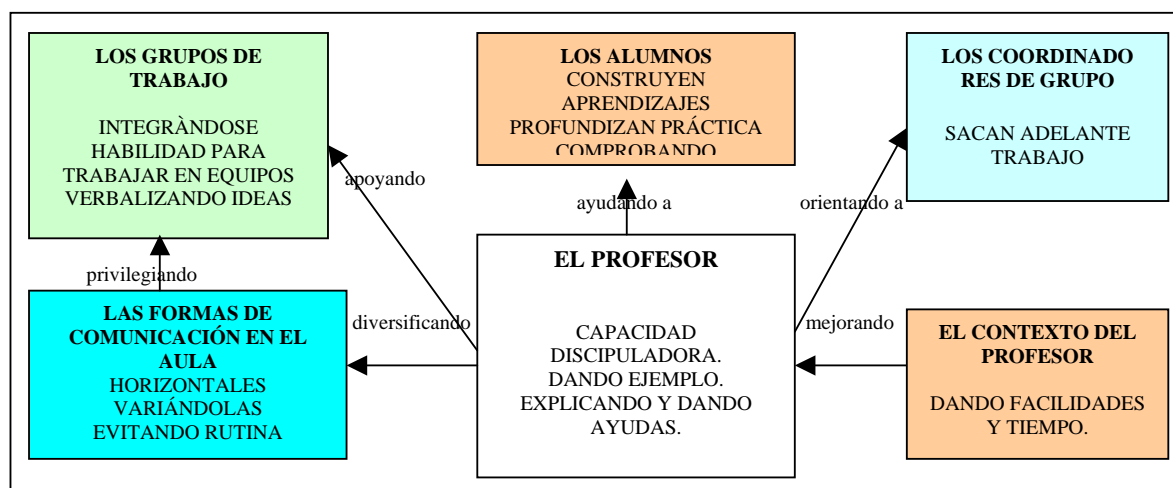 LOS GRUPOS DE
TRABAJO
INTEGRÀNDOSE
HABILIDAD PARA
TRABAJAR EN EQUIPOS
VERBALIZANDO IDEAS
LOS ALUMNOS
CONSTRUYEN
APRENDIZAJES
PROFUNDIZAN PRÁCTICA
COMPROBANDO
LOS COORDINADO
RES DE GRUPO
SACAN ADELANTE
TRABAJO
apoyando
ayudando a
orientando a
privilegiando
LAS FORMAS DE
COMUNICACIÓN EN EL
AULA
HORIZONTALES
VARIÁNDOLAS
EVITANDO RUTINA
diversificando
EL PROFESOR
CAPACIDAD
DISCIPULADORA.
DANDO EJEMPLO.
EXPLICANDO Y DANDO
AYUDAS.
mejorando
EL CONTEXTO DEL
PROFESOR
DANDO FACILIDADES
Y TIEMPO.